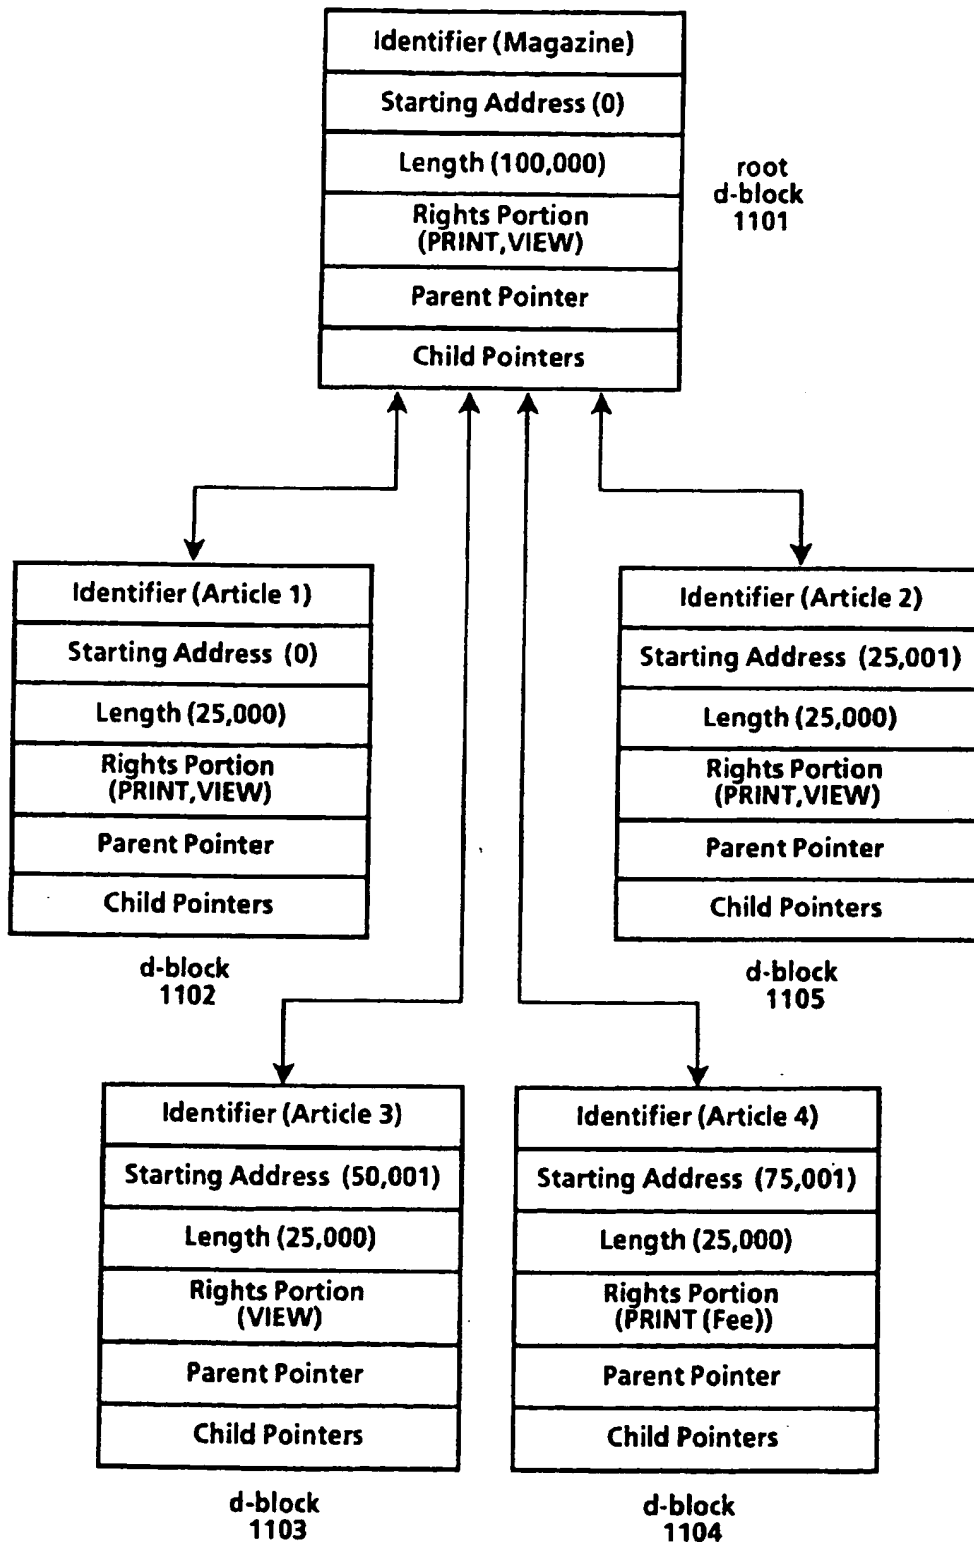 Identifier (Magazine)
Starting Address (0)
Length (100,000)
Rights Portion
(PRINT,VIEW)
Parent Pointer
Child Pointers
root
d-block
1101
Identifier (Article 1)
Starting Address (0)
Length (25,000)
Rights Portion
(PRINT,VIEW)
Parent Pointer
Child Pointers
d-block
1102
Identifier (Article 2)
Starting Address (25,001)
Length (25,000)
Rights Portion
(PRINT,VIEW)
Parent Pointer
Child Pointers
d-block
1105
Identifier (Article 3)
Starting Address (50,001)
Length (25,000)
Rights Portion
(VIEW)
Parent Pointer
Child Pointers
d-block
1103
Identifier (Article 4)
Starting Address (75,001)
Length (25,000)
Rights Portion
(PRINT (Fee))
Parent Pointer
Child Pointers
d-block
1104